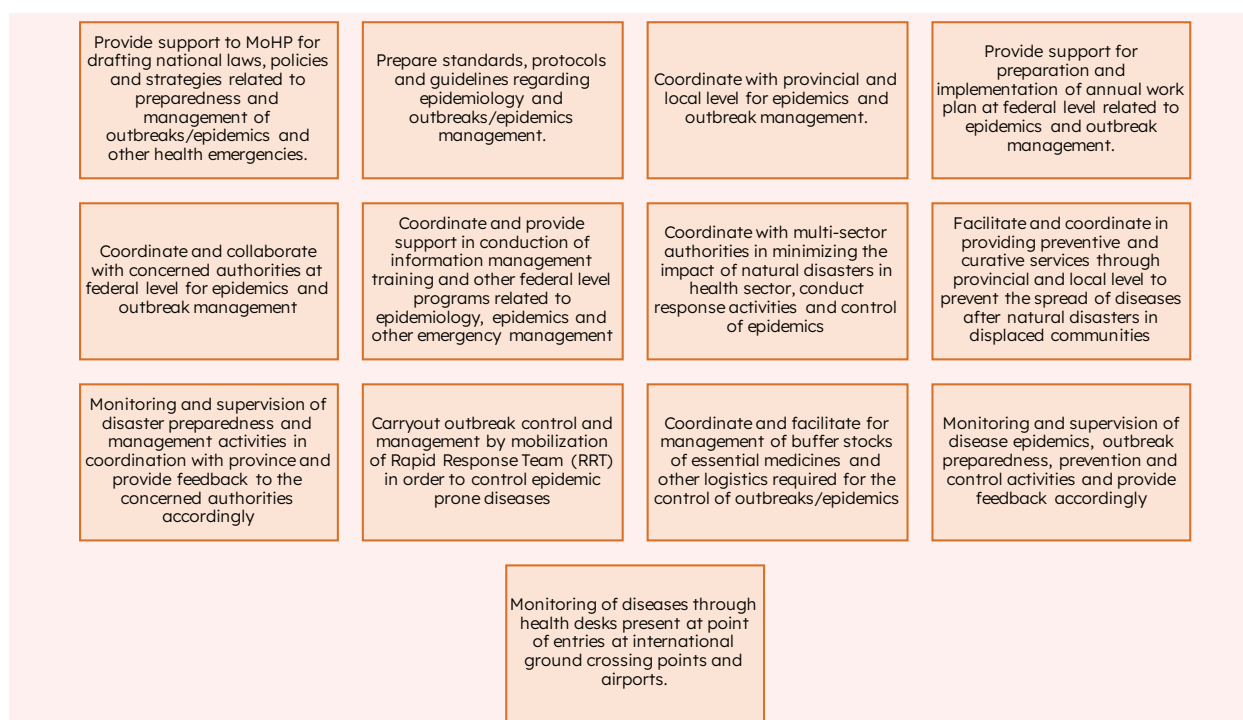 Provide support to MoHP for
drafting national laws, policies
and strategies related to
preparedness and
management of
outbreaks/epidemics and
other health emergencies.
Prepare standards, protocols
and guidelines regarding
epidemiology and
outbreaks/epidemics
management.
Coordinate with provincial and
local level for epidemics and
outbreak management.
Provide support for
preparation and
implementation of annual work
plan at federal level related to
epidemics and outbreak
management.
Coordinate and collaborate
with concerned authorities at
federal level for epidemics and
outbreak management
Coordinate and provide
support in conduction of
information management
training and other federal level
programs related to
epidemiology, epidemics and
other emergency management
Coordinate with multi-sector
authorities in minimizing the
impact of natural disasters in
health sector, conduct
response activities and control
of epidemics
Facilitate and coordinate in
providing preventive and
curative services through
provincial and local level to
prevent the spread of diseases
after natural disasters in
displaced communities
Monitoring and supervision of
disaster preparedness and
management activities in
coordination with province and
provide feedback to the
concerned authorities
accordingly
Carryout outbreak control and
management by mobilization
of Rapid Response Team (RRT)
in order to control epidemic
prone diseases
Coordinate and facilitate for
management of buffer stocks
of essential medicines and
other logistics required for the
control of outbreaks/epidemics
Monitoring and supervision of
disease epidemics, outbreak
preparedness, prevention and
control activities and provide
feedback accordingly
Monitoring of diseases through
health desks present at point
of entries at international
ground crossing points and
airports.